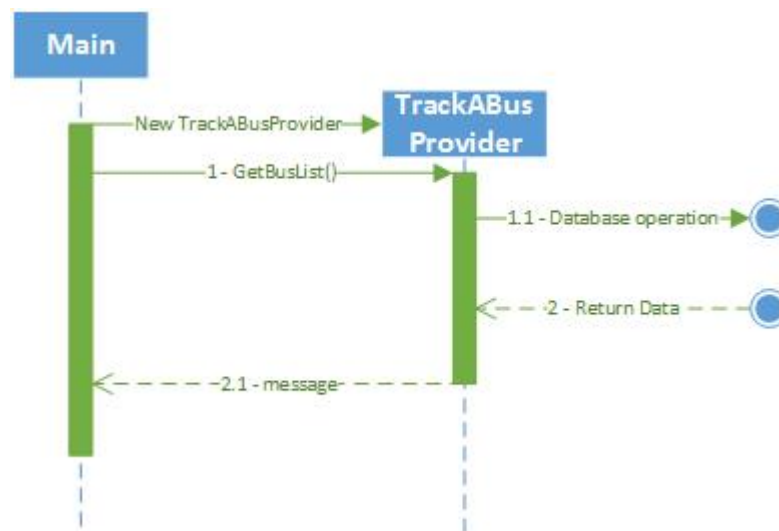 Main
TrackABus
Provider
New TrackABusProvider
1 - GetBusList()
1.1 - Database operation
2 - Return Data
2.1 - message